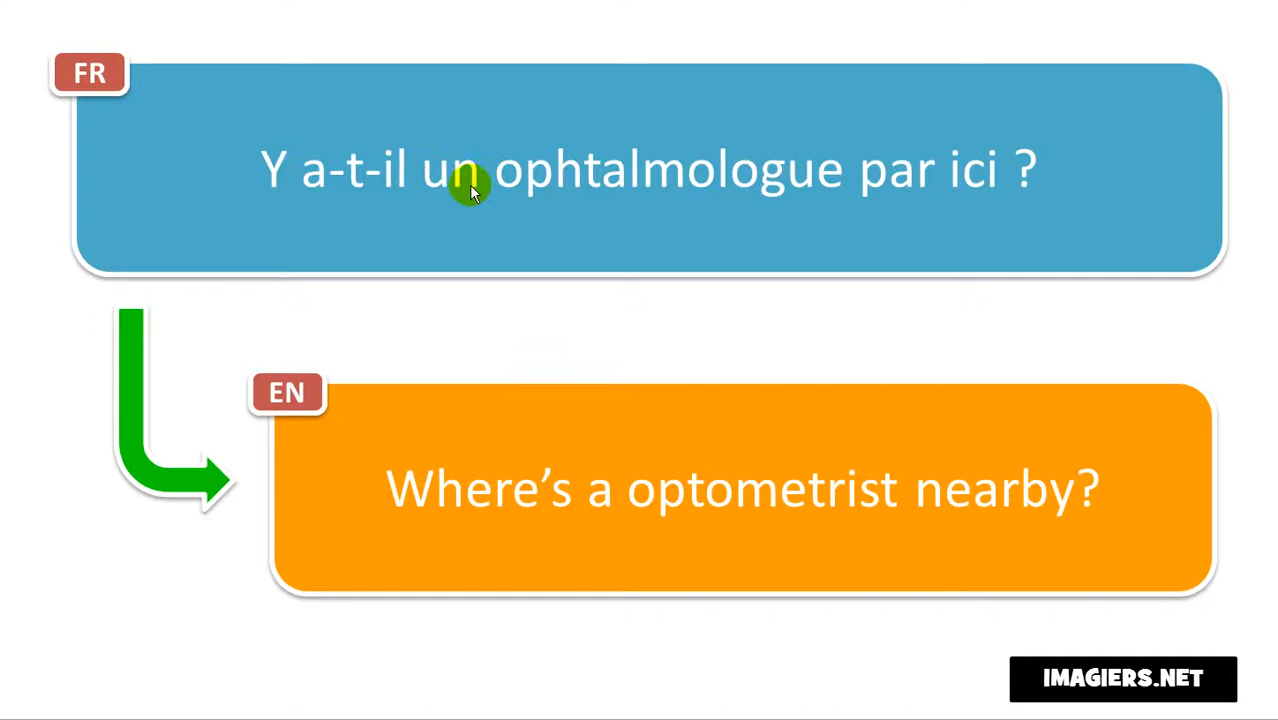 FR
Y a-t-il un ophtalmologue par ici ?
EN
Where’s a optometrist nearby?
IMAGIERS.NET